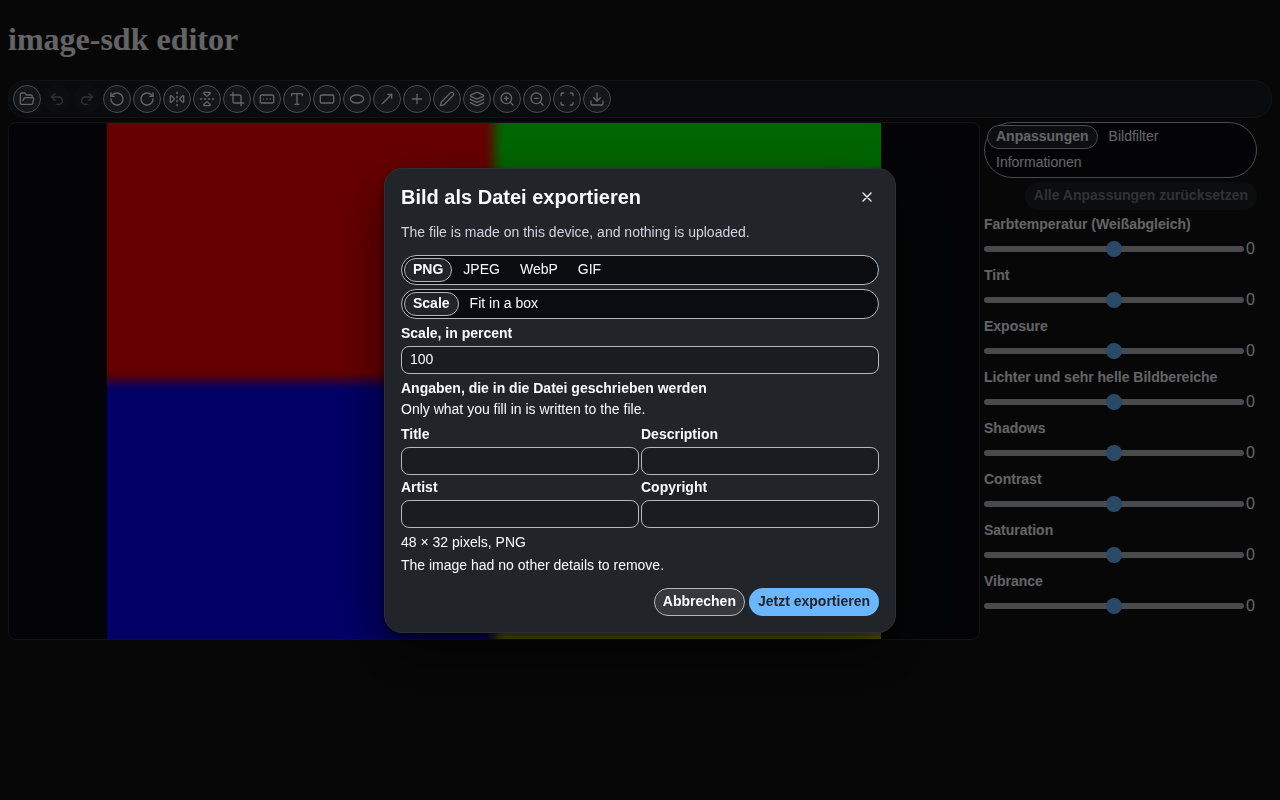 image-sdk editor
Anpassungen Bildfilter
Informationen
Alle Anpassungen zurücksetzen
Farbtemperatur (Weißabgleich)
0
Tint
0
Exposure
0
Lichter und sehr helle Bildbereiche
0
Shadows
0
Contrast
0
Saturation
0
Vibrance
0
Bild als Datei exportieren
The file is made on this device, and nothing is uploaded.
PNG JPEG WebP GIF
Scale Fit in a box
Scale, in percent
100
Angaben, die in die Datei geschrieben werden
Only what you fill in is written to the file.
Title Description
Artist Copyright
48 × 32 pixels, PNG
The image had no other details to remove.
Abbrechen Jetzt exportieren